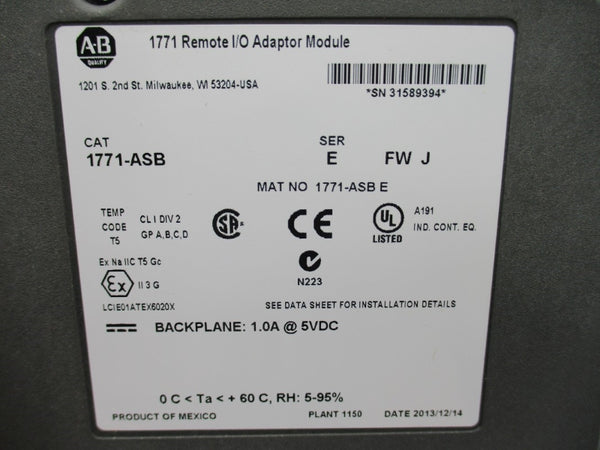 A-B
QUALITY
1771 Remote I/O Adaptor Module
1201 S. 2nd St. Milwaukee, WI 53204-USA
*SN 31589394*
CAT
SER
1771-ASB
E
FW J
MAT NO 1771-ASB E
TEMP
CODE
T5
CL I DIV 2
GP A,B,C,D
SA
CE
UL
LISTED
A191
IND. CONT. EQ.
Ex Na IIC T5 Gc
Ex
II 3 G
N223
LCIE01ATEX6020X
SEE DATA SHEET FOR INSTALLATION DETAILS
BACKPLANE: 1.0A @ 5VDC
0 C < Ta < + 60 C, RH: 5-95%
PRODUCT OF MEXICO
PLANT 1150
DATE 2013/12/14